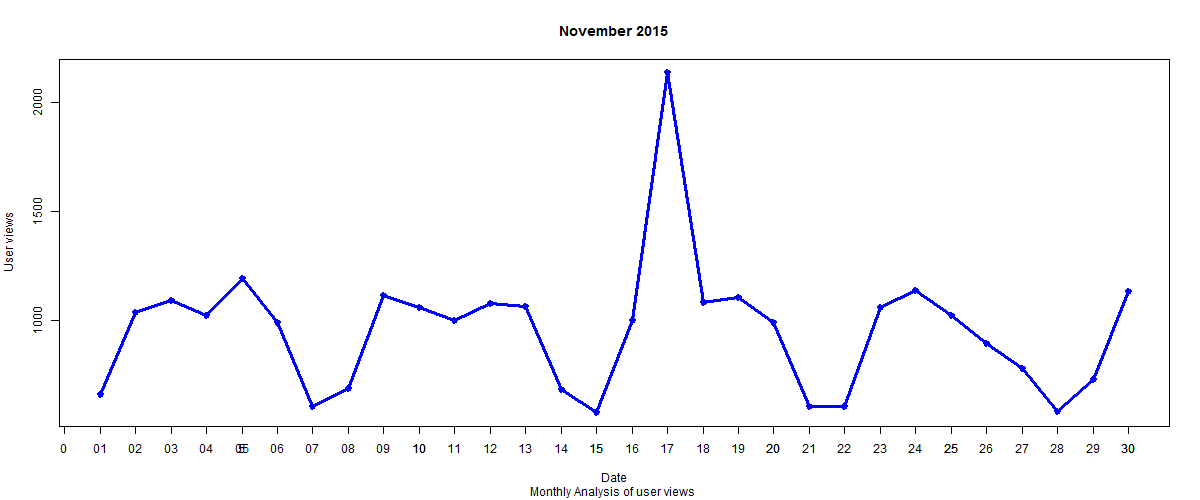 November 2015
2000
1500
1000
User views
0 01 02 03 04 05 06 07 08 09 10 11 12 13 14 15 16 17 18 19 20 21 22 23 24 25 26 27 28 29 30
Date
Monthly Analysis of user views